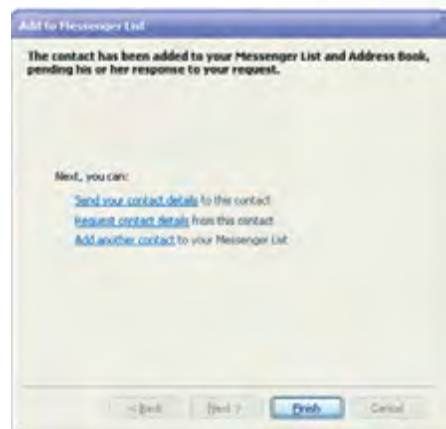 Add to Messenger List
The contact has been added to your Messenger List and Address Book,
pending his or her response to your request.
Next, you can:
Send your contact details to this contact
Request contact details from this contact
Add another contact to your Messenger List
< Back Next > Finish Cancel